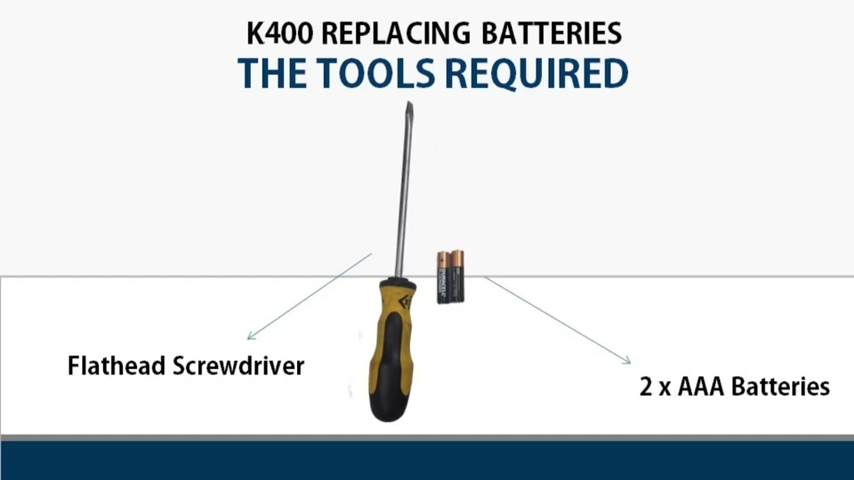 K400 REPLACING BATTERIES
THE TOOLS REQUIRED
Flathead Screwdriver
2 x AAA Batteries